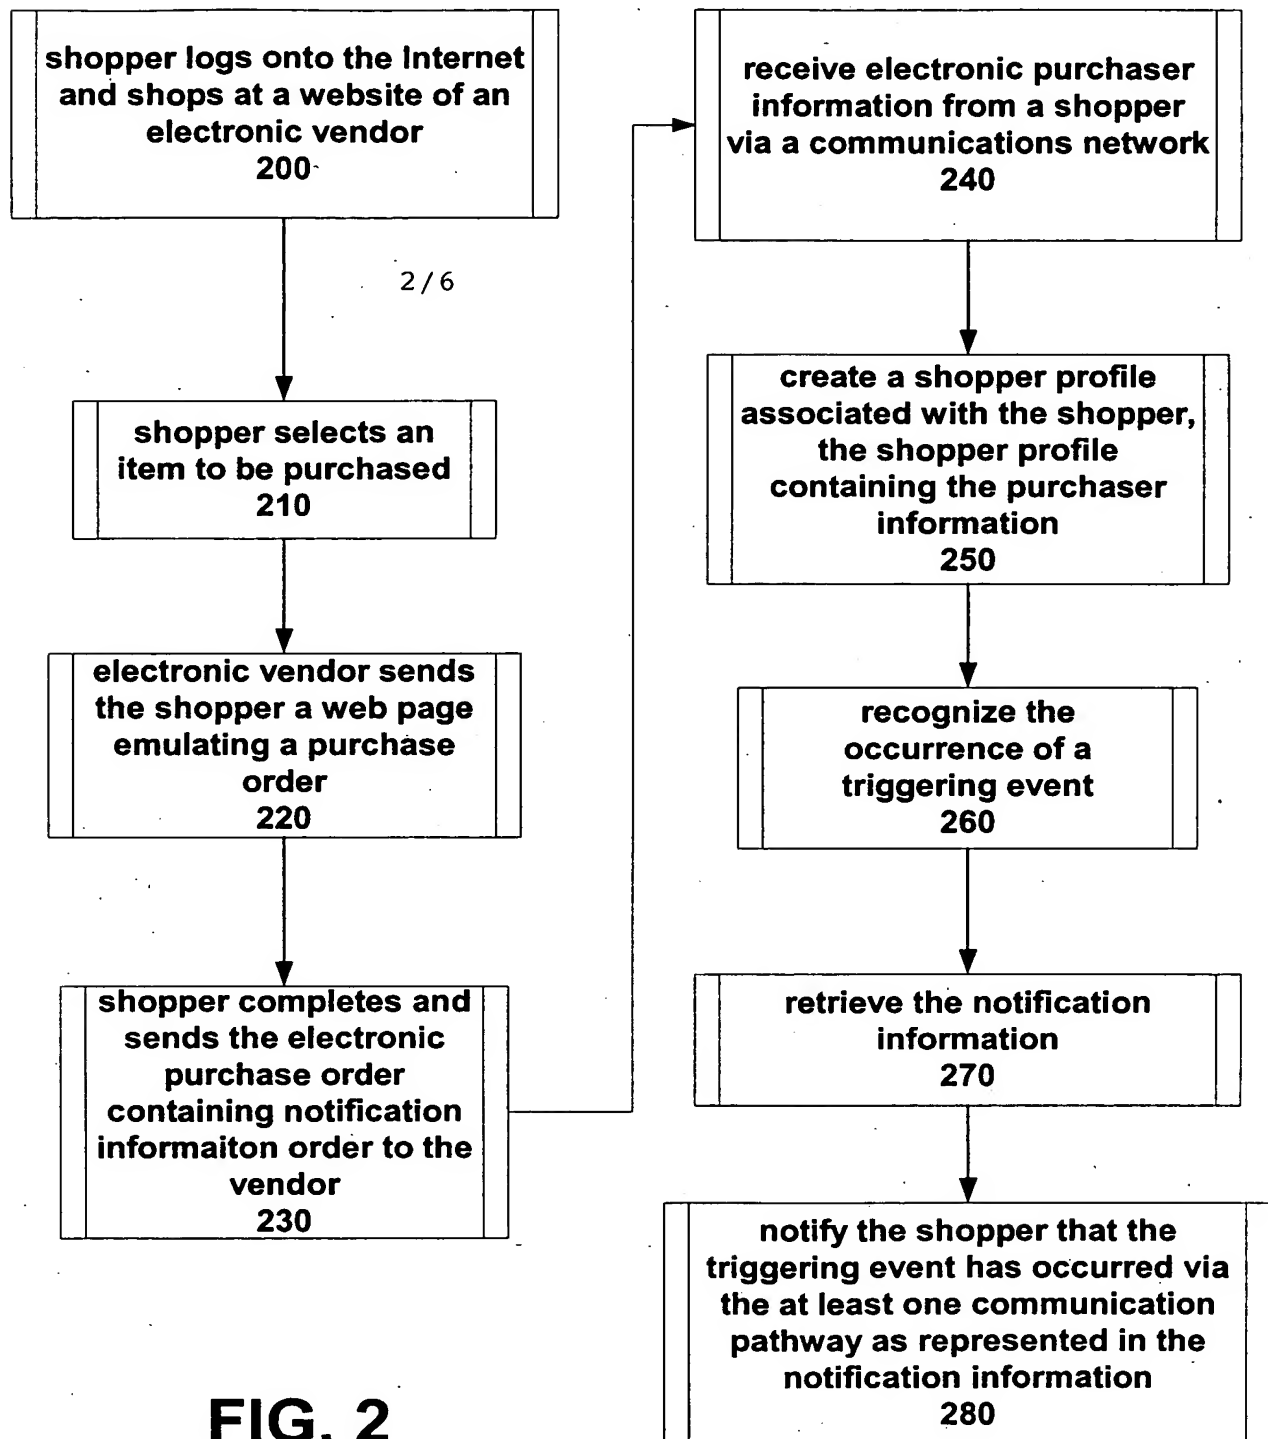 shopper logs onto the Internet
and shops at a website of an
electronic vendor
200
2/6
shopper selects an
item to be purchased
210
electronic vendor sends
the shopper a web page
emulating a purchase
order
220
shopper completes and
sends the electronic
purchase order
containing notification
informaiton order to the
vendor
230
receive electronic purchaser
information from a shopper
via a communications network
240
create a shopper profile
associated with the shopper,
the shopper profile
containing the purchaser
information
250
recognize the
occurrence of a
triggering event
260
retrieve the notification
information
270
notify the shopper that the
triggering event has occurred via
the at least one communication
pathway as represented in the
notification information
280
FIG. 2